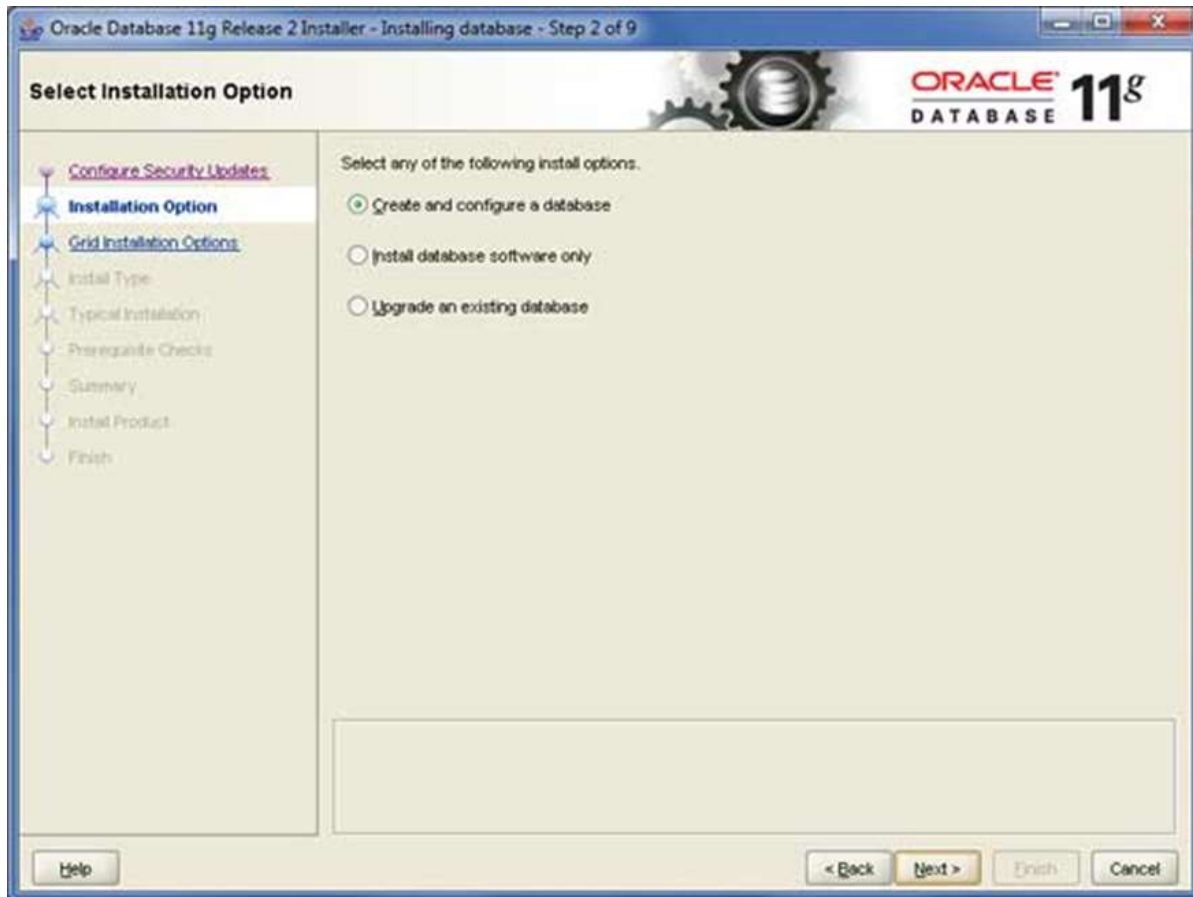 Oracle Database 11g Release 2 Installer - Installing database - Step 2 of 9
Select Installation Option
ORACLE
DATABASE
11g
Configure Security Updates
Installation Option
Grid Installation Options
Install Type
Typical Installation
Prerequisite Checks
Summary
Install Product
Finish
Select any of the following install options.
Create and configure a database
Install database software only
Upgrade an existing database
Help
< Back
Next >
Finish
Cancel